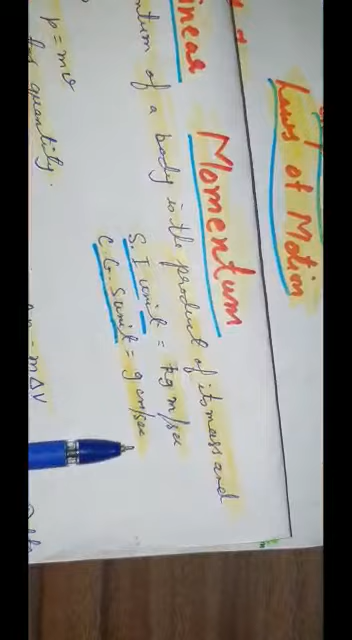 Laws of Motion
Linear Momentum
of a body is the product of its mass and
S.I unit = kg m/sec
C.G.S unit = g cm/sec
p = mv
quantity.
= mΔV